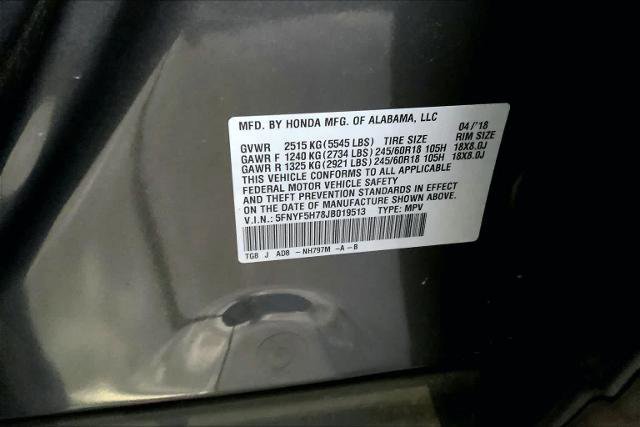 MFD. BY HONDA MFG. OF ALABAMA, LLC 04/'18
GVWR 2515 KG (5545 LBS) TIRE SIZE RIM SIZE
GAWR F 1240 KG (2734 LBS) 245/60R18 105H 18X8.0J
GAWR R 1325 KG (2921 LBS) 245/60R18 105H 18X8.0J
THIS VEHICLE CONFORMS TO ALL APPLICABLE
FEDERAL MOTOR VEHICLE SAFETY
AND THEFT PREVENTION STANDARDS IN EFFECT
ON THE DATE OF MANUFACTURE SHOWN ABOVE.
V.I.N.: 5FNYF5H78JB019513 TYPE: MPV
TG8 J AD8 -NH797M -A-B